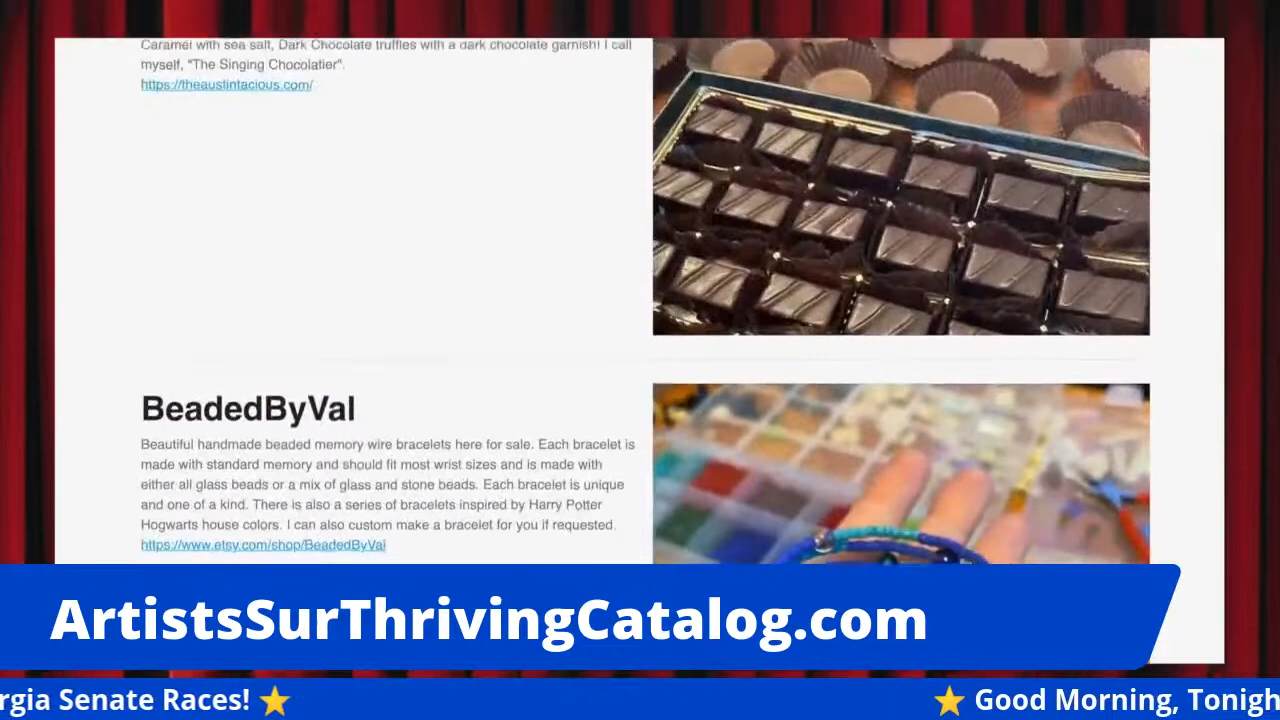 Caramel with sea salt, Dark Chocolate truffles with a dark chocolate garnish! I call
myself, "The Singing Chocolatier".
https://theaustintacious.com/
BeadedByVal
Beautiful handmade beaded memory wire bracelets here for sale. Each bracelet is
made with standard memory and should fit most wrist sizes and is made with
either all glass beads or a mix of glass and stone beads. Each bracelet is unique
and one of a kind. There is also a series of bracelets inspired by Harry Potter
Hogwarts house colors. I can also custom make a bracelet for you if requested.
https://www.etsy.com/shop/BeadedByVal
ArtistsSurThrivingCatalog.com
rgia Senate Races! ⭐ ⭐ Good Morning, Tonigh